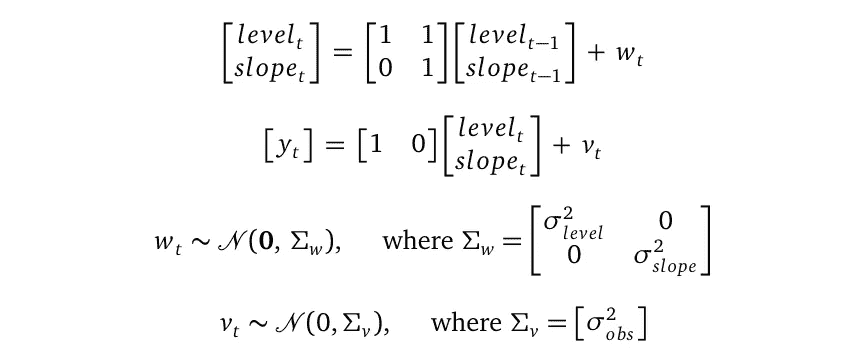 [level_t slope_t] = [1 1 0 1][level_{t−1} slope_{t−1}] + w_t
[y_t] = [1 0][level_t slope_t] + v_t
w_t ~ 𝒩(𝟎, Σ_w), where Σ_w = [σ²_level 0 0 σ²_slope]
v_t ~ 𝒩(0, Σ_v), where Σ_v = [σ²_obs]